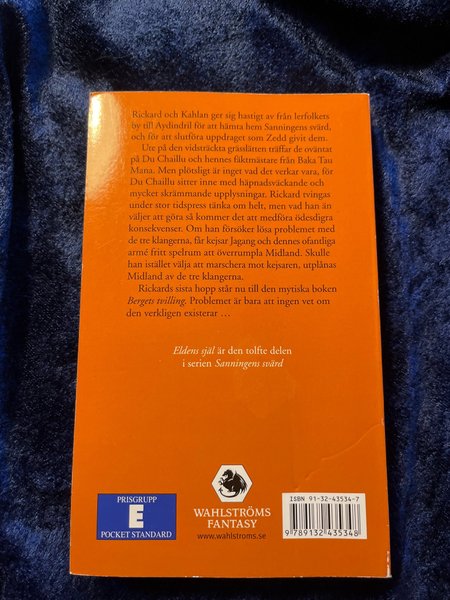 Rickard och Kahlan ger sig hastigt av från lerfolkets
by till Aydindril för att hämta hem Sanningens svärd,
och för att slutföra uppdraget som Zedd givit dem.
Ute på den vidsträckta grässlätten träffar de oväntat
på Du Chaillu och hennes fäktmästare från Baka Tau
Mana. Men plötsligt är inget vad det verkat vara, för
Du Chaillu sitter inne med häpnadsväckande och
mycket skrämmande upplysningar. Rickard tvingas
under stor tidspress tänka om helt, men vad han än
väljer att göra så kommer det att medföra ödesdigra
konsekvenser. Om han försöker lösa problemet med
de tre klangerna, får kejsar Jagang och dennes ofantliga
armé fritt spelrum att överrumpla Midland. Skulle
han istället välja att marschera mot kejsaren, utplånas
Midland av de tre klangerna.
Rickards sista hopp står nu till den mytiska boken
Bergets tvilling. Problemet är bara att ingen vet om
den verkligen existerar …
Eldens själ är den tolfte delen
i serien Sanningens svärd
PRISGRUPP
E
POCKET STANDARD
WAHLSTRÖMS
FANTASY
www.wahlstroms.se
ISBN 91-32-43534-7
9 789132 435348